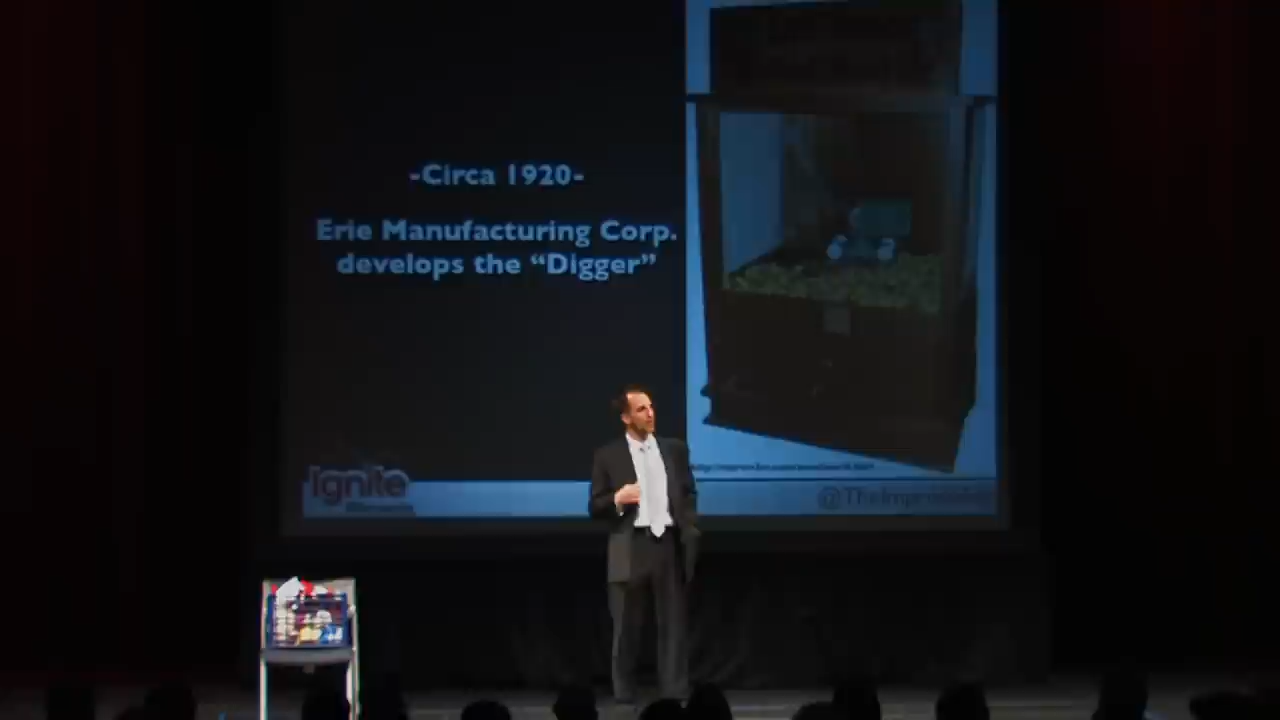 -Circa 1920-
Erie Manufacturing Corp.
develops the “Digger”
Ignite